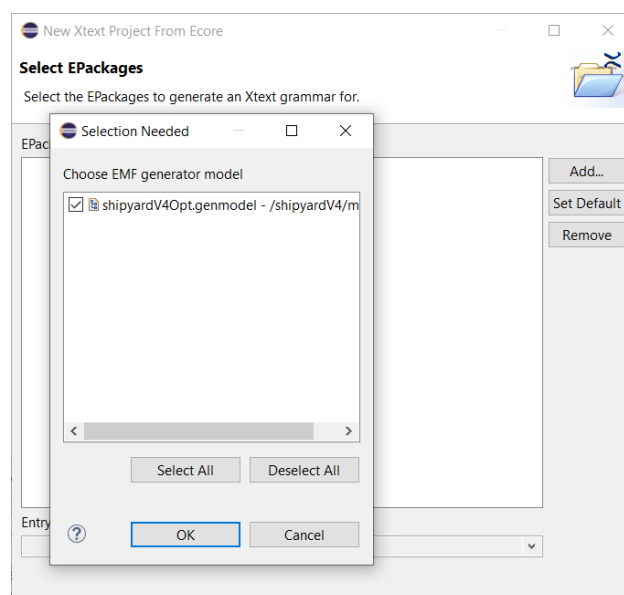 New Xtext Project From Ecore
Select EPackages
Select the EPackages to generate an Xtext grammar for.
Selection Needed
EPac
Choose EMF generator model
shipyardV4Opt.genmodel - /shipyardV4/m
Add...
Set Default
Remove
Select All
Deselect All
Entry
?
OK
Cancel